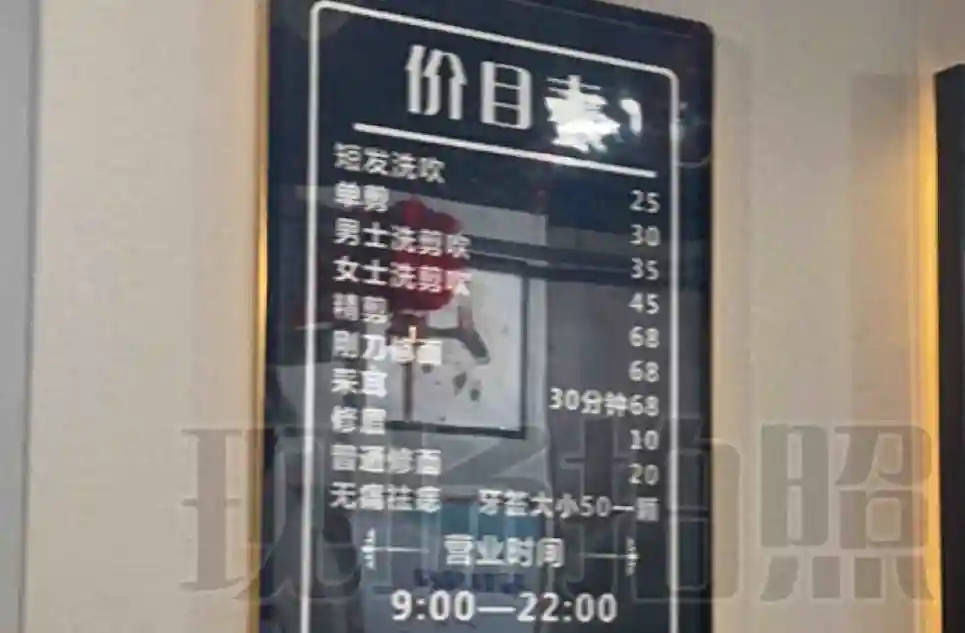 价目表
短发洗吹 25
单剪 30
男士洗剪吹 35
女士洗剪吹 45
精剪 68
刚刀修面 68
采耳 30分钟68
修眉 10
普通修面 20
无痛祛痣 牙签大小50一颗
营业时间
9:00—22:00
拍照